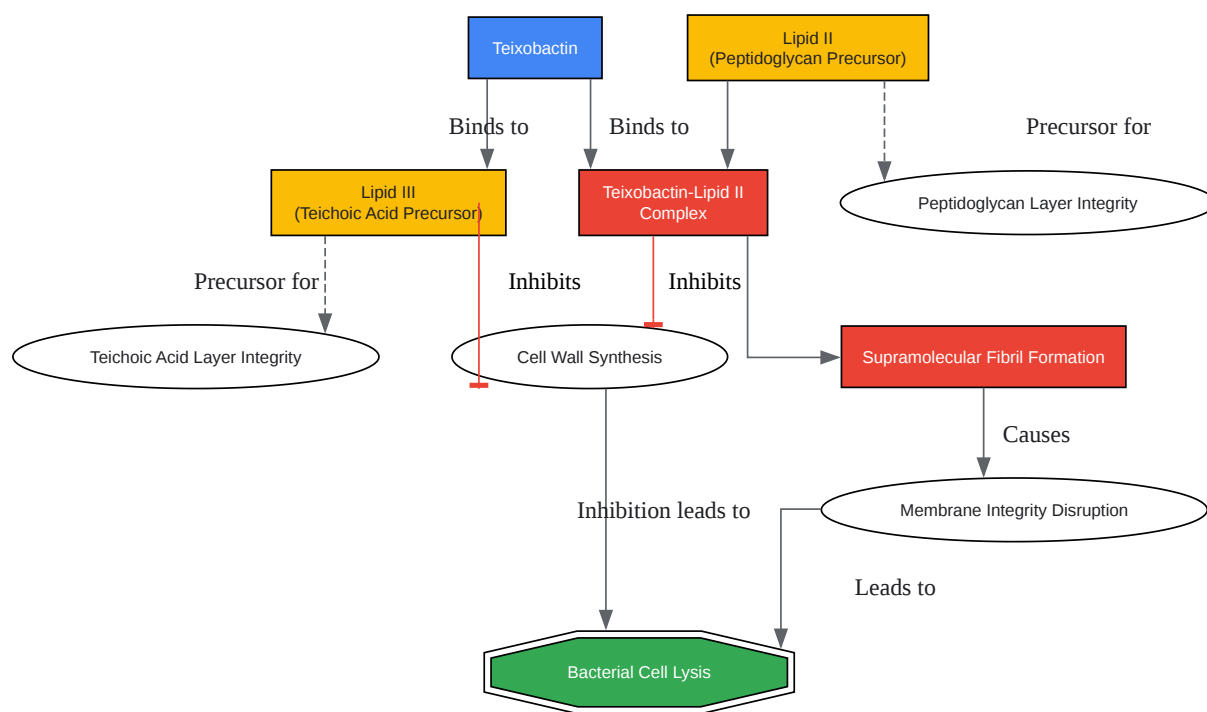 Teixobactin
Lipid II
(Peptidoglycan Precursor)
Binds to
Binds to
Precursor for
Lipid III
(Teichoic Acid Precursor)
Teixobactin-Lipid II
Complex
Peptidoglycan Layer Integrity
Precursor for
Inhibits
Inhibits
Teichoic Acid Layer Integrity
Cell Wall Synthesis
Supramolecular Fibril Formation
Causes
Inhibition leads to
Membrane Integrity Disruption
Leads to
Bacterial Cell Lysis